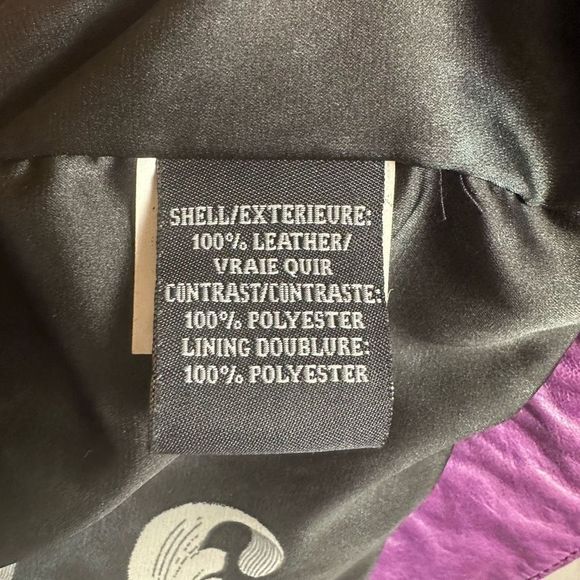 SHELL/EXTERIEURE:
100% LEATHER/
VRAIE QUIR
CONTRAST/CONTRASTE:
100% POLYESTER
LINING DOUBLURE:
100% POLYESTER